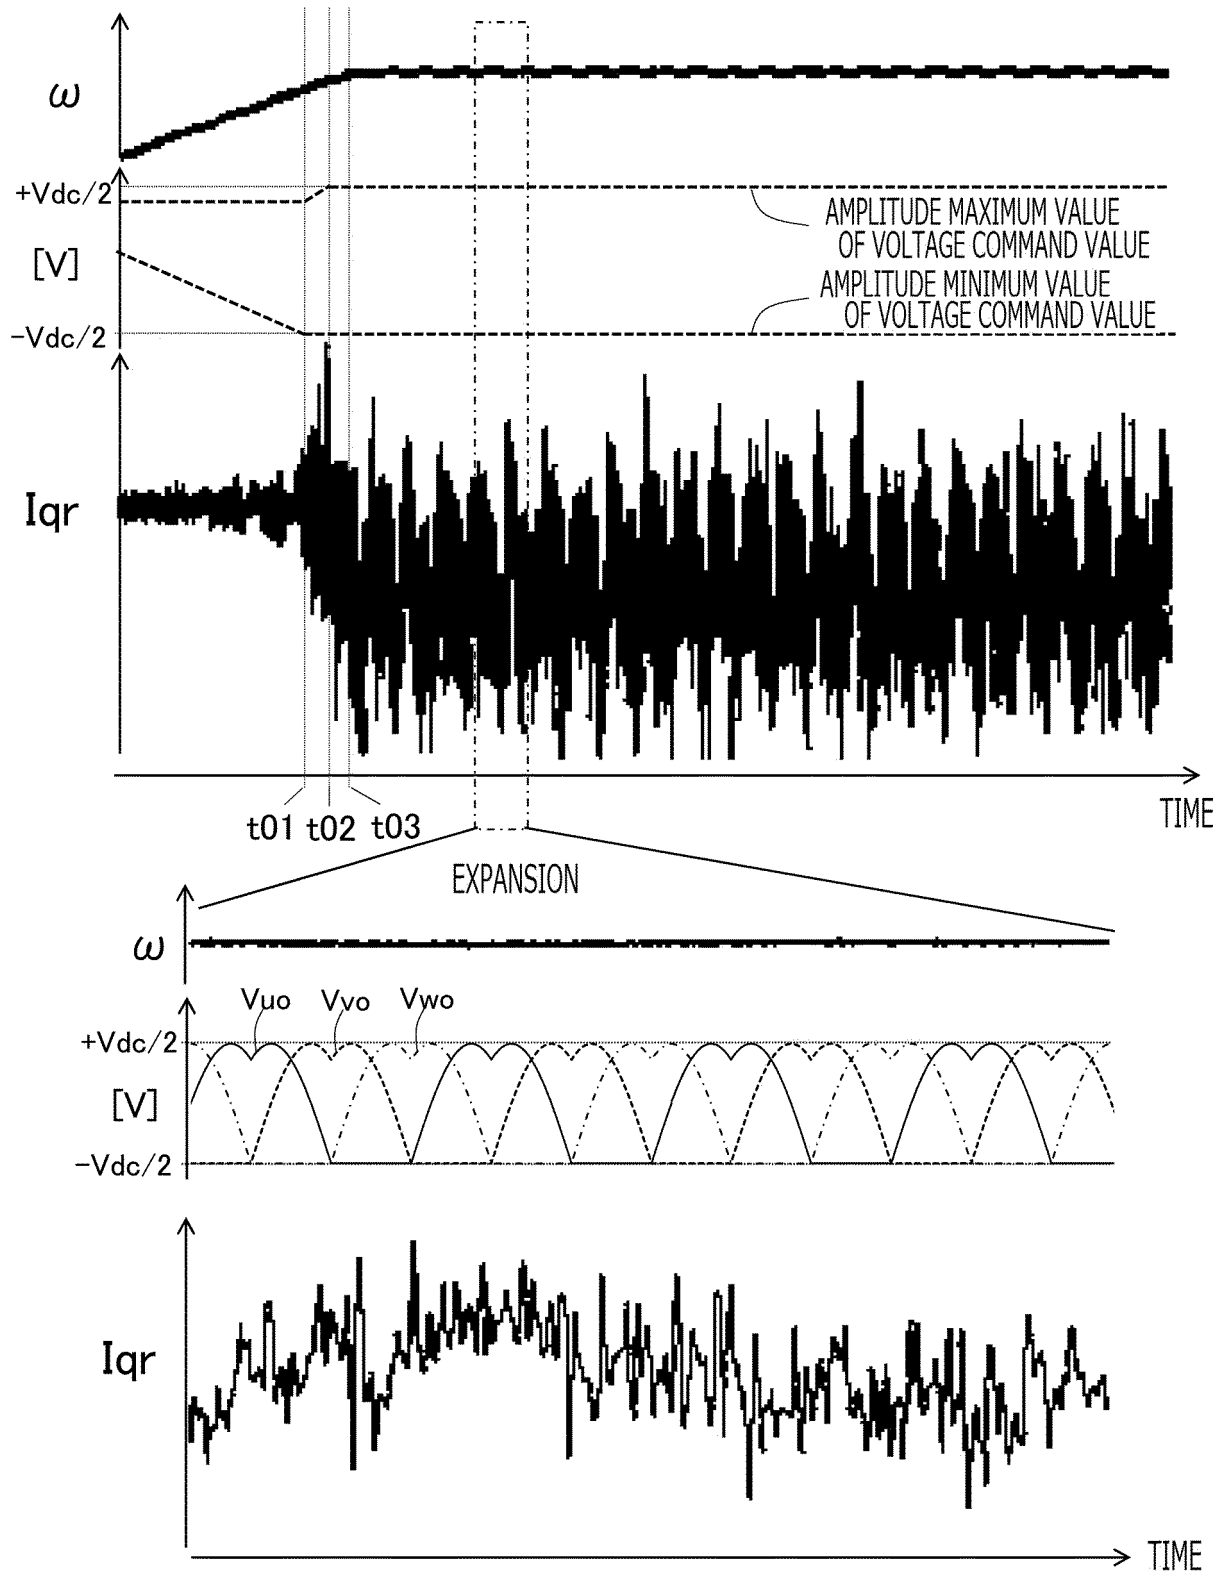 ω
+Vdc/2
[V]
-Vdc/2
AMPLITUDE MAXIMUM VALUE
OF VOLTAGE COMMAND VALUE
AMPLITUDE MINIMUM VALUE
OF VOLTAGE COMMAND VALUE
Iqr
t01 t02 t03
TIME
EXPANSION
ω
Vuo Vvo Vwo
+Vdc/2
[V]
-Vdc/2
Iqr
TIME